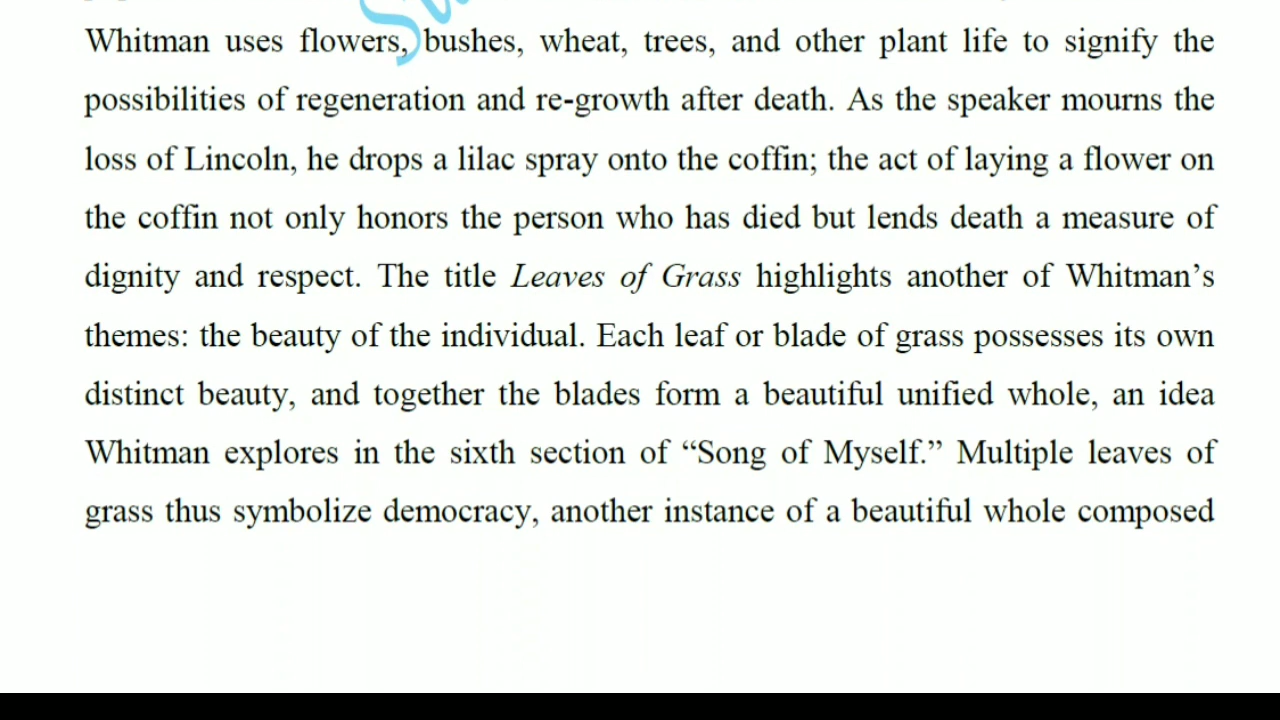 Whitman uses flowers, bushes, wheat, trees, and other plant life to signify the
possibilities of regeneration and re-growth after death. As the speaker mourns the
loss of Lincoln, he drops a lilac spray onto the coffin; the act of laying a flower on
the coffin not only honors the person who has died but lends death a measure of
dignity and respect. The title Leaves of Grass highlights another of Whitman’s
themes: the beauty of the individual. Each leaf or blade of grass possesses its own
distinct beauty, and together the blades form a beautiful unified whole, an idea
Whitman explores in the sixth section of “Song of Myself.” Multiple leaves of
grass thus symbolize democracy, another instance of a beautiful whole composed